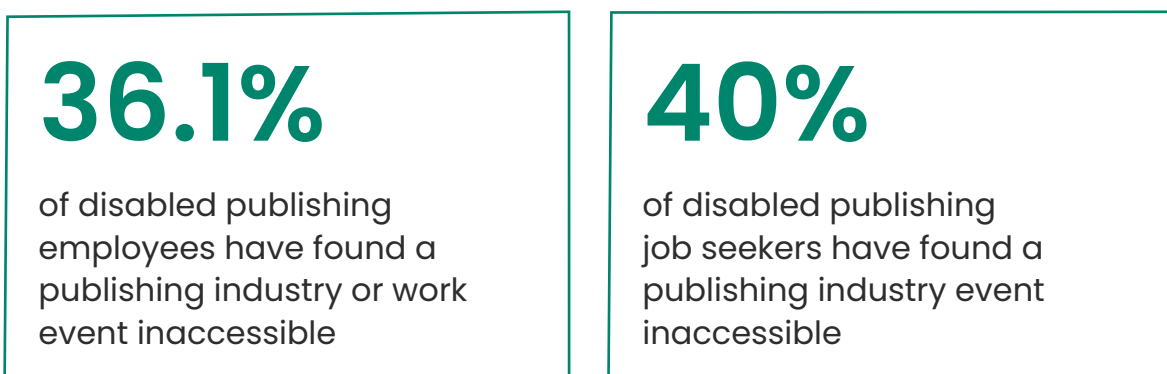 36.1%
of disabled publishing
employees have found a
publishing industry or work
event inaccessible
40%
of disabled publishing
job seekers have found a
publishing industry event
inaccessible